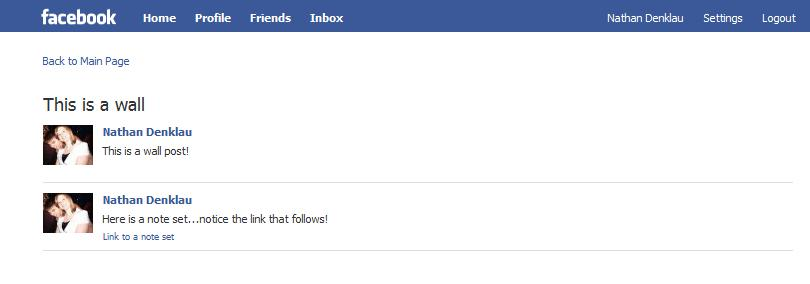 facebook Home Profile Friends Inbox Nathan Denklau Settings Logout
Back to Main Page
This is a wall
Nathan Denklau
This is a wall post!
Nathan Denklau
Here is a note set...notice the link that follows!
Link to a note set